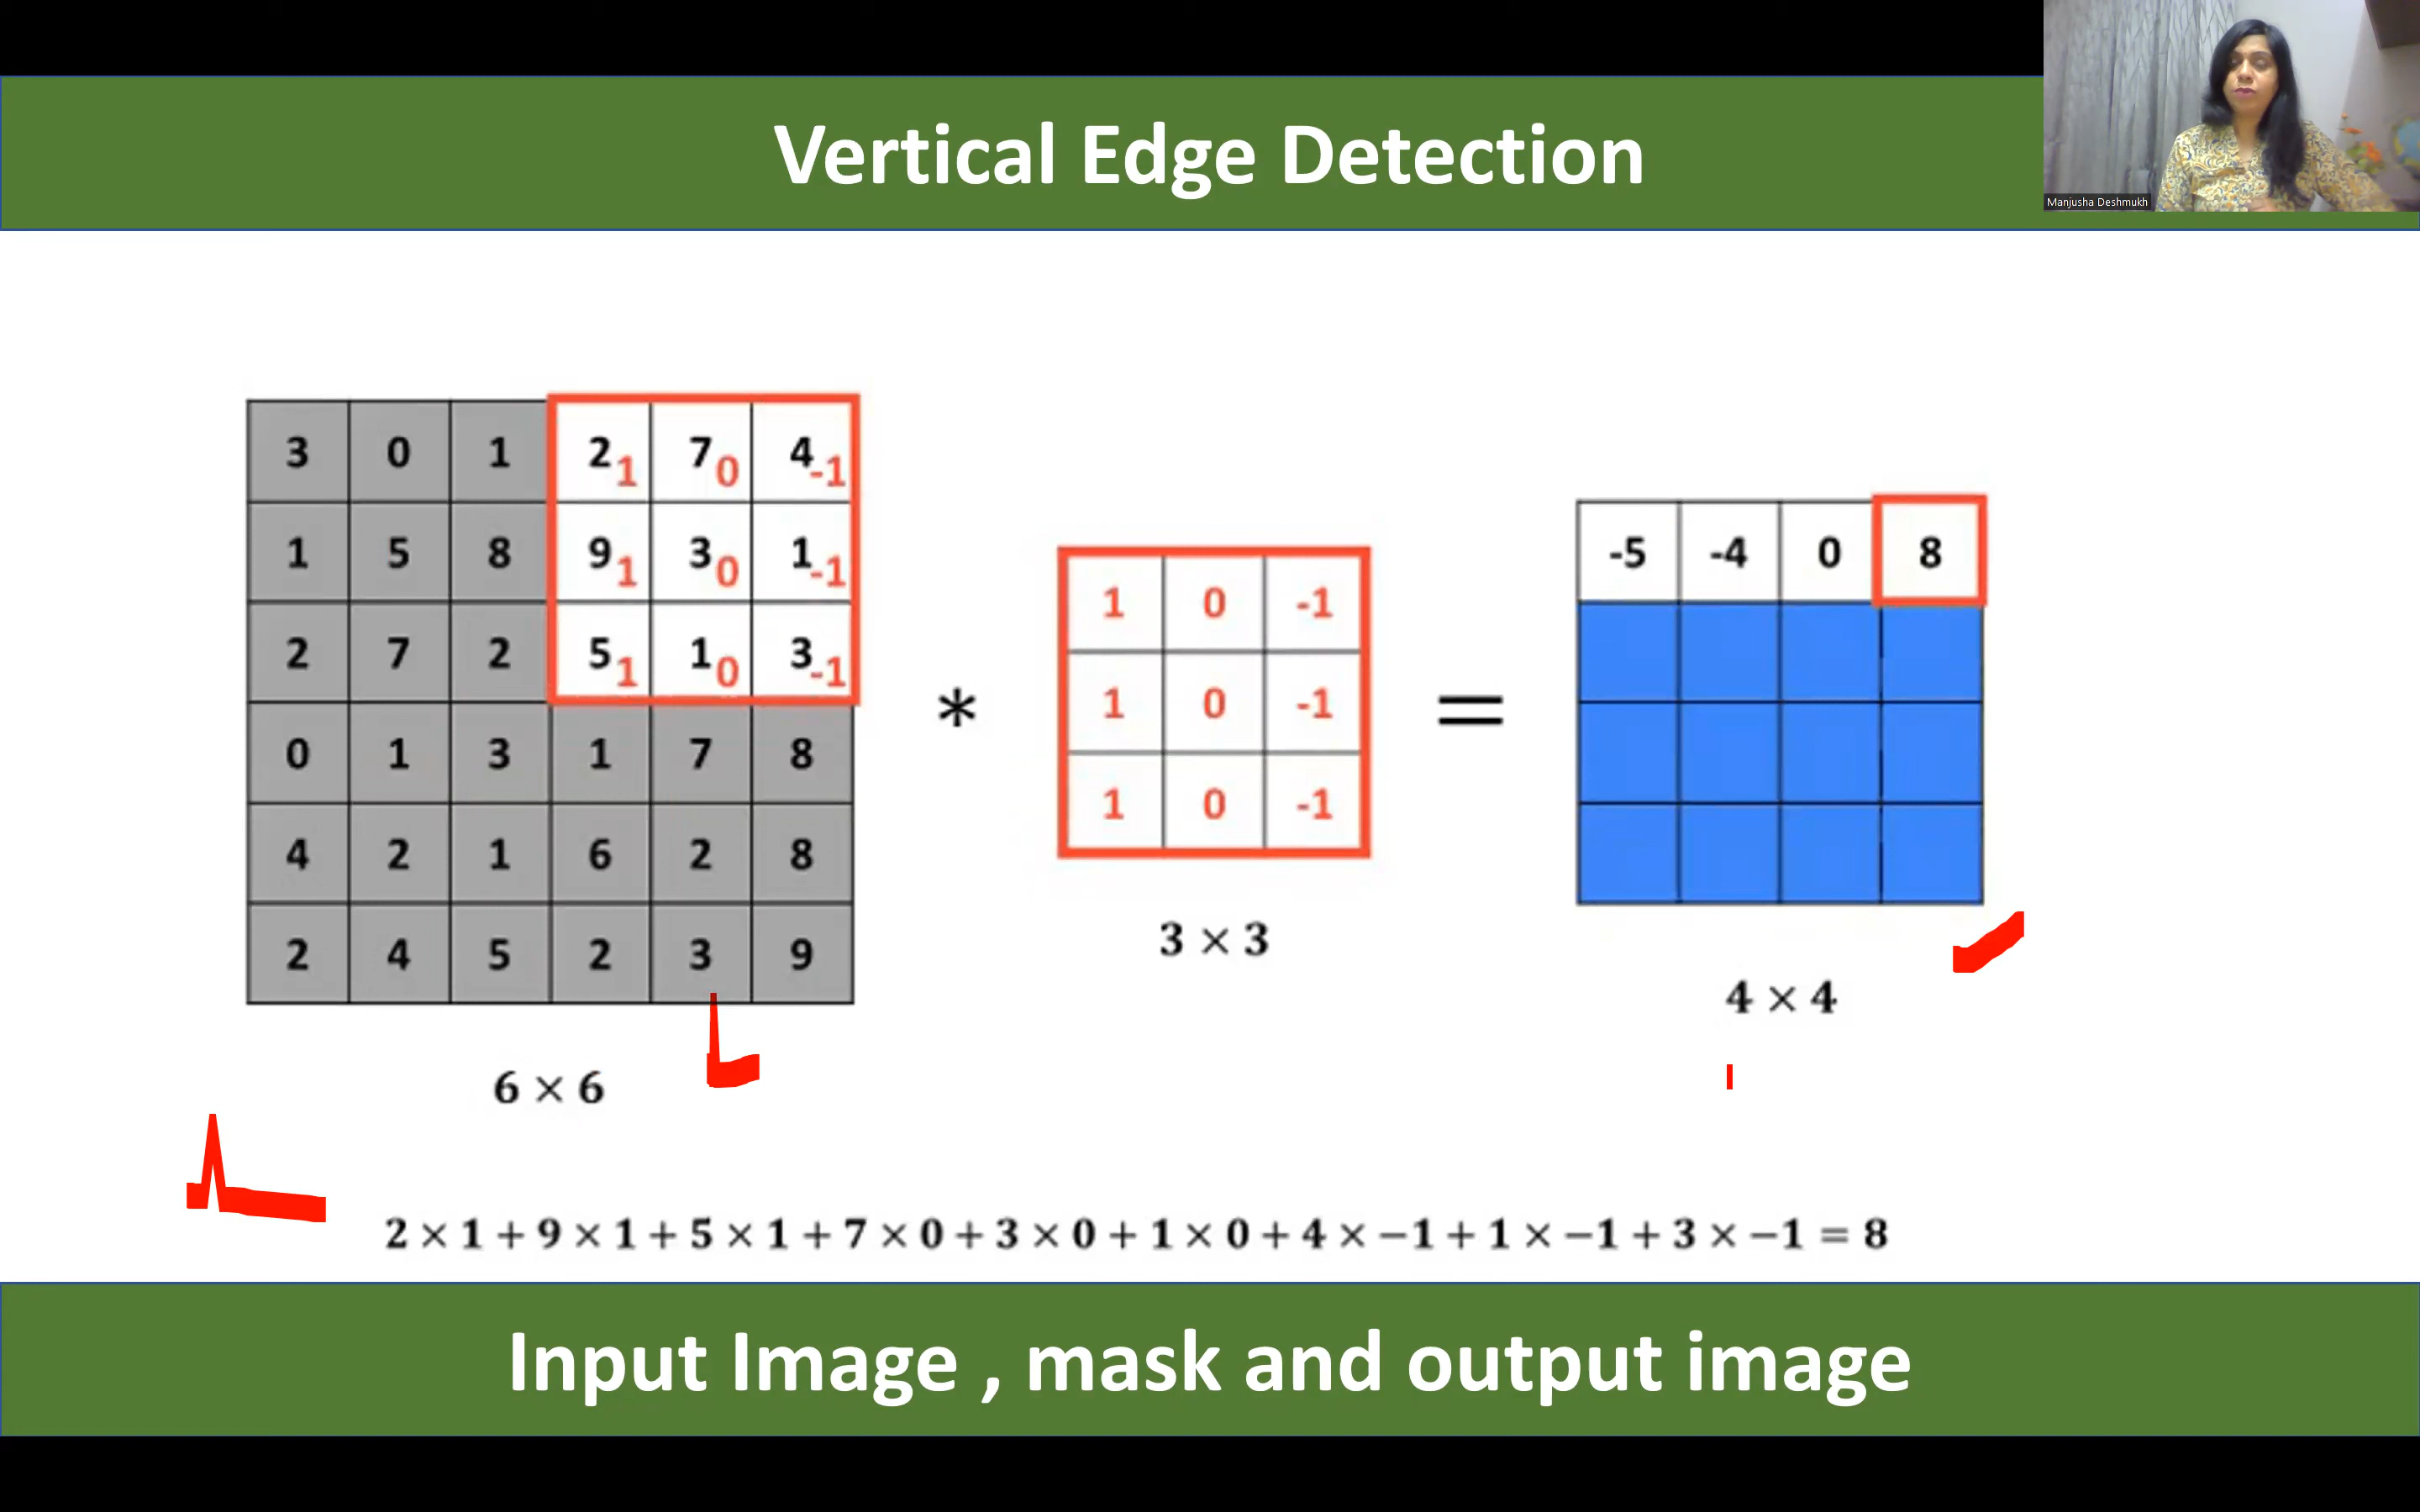 Vertical Edge Detection
Manjusha Deshmukh
3 0 1 2 1 7 0 4 -1
1 5 8 9 1 3 0 1 -1
2 7 2 5 1 1 0 3 -1
0 1 3 1 7 8
4 2 1 6 2 8
2 4 5 2 3 9
6 × 6
*
1 0 -1
1 0 -1
1 0 -1
3 × 3
=
-5 -4 0 8
4 × 4
2 × 1 + 9 × 1 + 5 × 1 + 7 × 0 + 3 × 0 + 1 × 0 + 4 × −1 + 1 × −1 + 3 × −1 = 8
Input Image , mask and output image